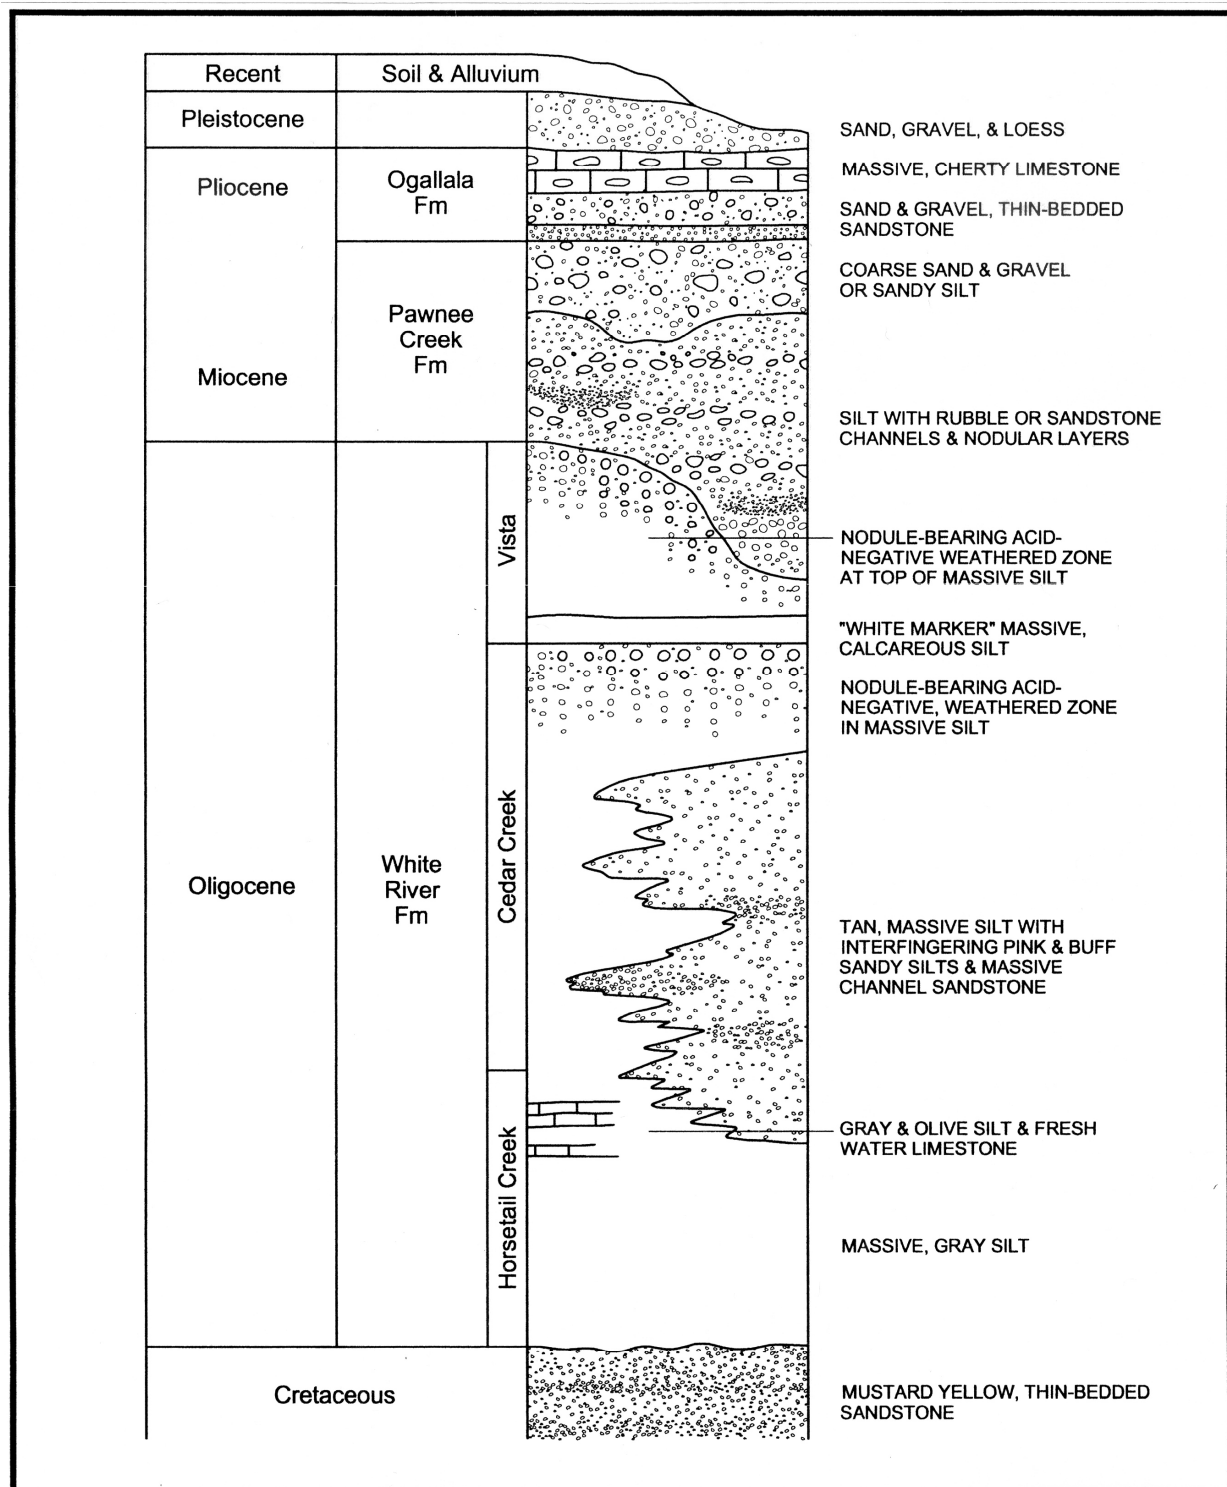 Recent
Soil & Alluvium
Pleistocene
SAND, GRAVEL, & LOESS
Pliocene
Ogallala
Fm
MASSIVE, CHERTY LIMESTONE
SAND & GRAVEL, THIN-BEDDED
SANDSTONE
Miocene
Pawnee
Creek
Fm
COARSE SAND & GRAVEL
OR SANDY SILT
SILT WITH RUBBLE OR SANDSTONE
CHANNELS & NODULAR LAYERS
Oligocene
White
River
Fm
Vista
NODULE-BEARING ACID-
NEGATIVE WEATHERED ZONE
AT TOP OF MASSIVE SILT
"WHITE MARKER" MASSIVE,
CALCAREOUS SILT
Cedar Creek
NODULE-BEARING ACID-
NEGATIVE, WEATHERED ZONE
IN MASSIVE SILT
TAN, MASSIVE SILT WITH
INTERFINGERING PINK & BUFF
SANDY SILTS & MASSIVE
CHANNEL SANDSTONE
Horsetail Creek
GRAY & OLIVE SILT & FRESH
WATER LIMESTONE
MASSIVE, GRAY SILT
Cretaceous
MUSTARD YELLOW, THIN-BEDDED
SANDSTONE